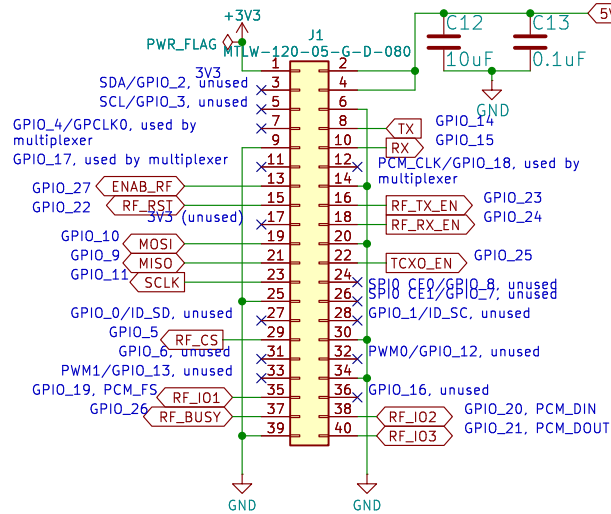 +3V3
J1
PWR_FLAG
MTLW-120-05-G-D-080
C12
C13
5V
10uF
0.1uF
GND
3V3
1
2
SDA/GPIO_2, unused
3
4
SCL/GPIO_3, unused
5
6
GPIO_4/GPCLK0, used by
multiplexer
7
8
TX
GPIO_14
9
10
RX
GPIO_15
GPIO_17, used by multiplexer
11
12
PCM_CLK/GPIO_18, used by
multiplexer
GPIO_27
ENAB_RF
13
14
GPIO_22
RF_RST
15
16
RF_TX_EN
GPIO_23
3V3 (unused)
17
18
RF_RX_EN
GPIO_24
GPIO_10
MOSI
19
20
GPIO_9
MISO
21
22
TCXO_EN
GPIO_25
GPIO_11
SCLK
23
24
SPI0 CE0/GPIO_8, unused
25
26
SPI0 CE1/GPIO_7, unused
GPIO_0/ID_SD, unused
27
28
GPIO_1/ID_SC, unused
GPIO_5
RF_CS
29
30
GPIO_6, unused
31
32
PWM0/GPIO_12, unused
PWM1/GPIO_13, unused
33
34
GPIO_19, PCM_FS
RF_IO1
35
36
GPIO_16, unused
GPIO_26
RF_BUSY
37
38
RF_IO2
GPIO_20, PCM_DIN
39
40
RF_IO3
GPIO_21, PCM_DOUT
GND
GND